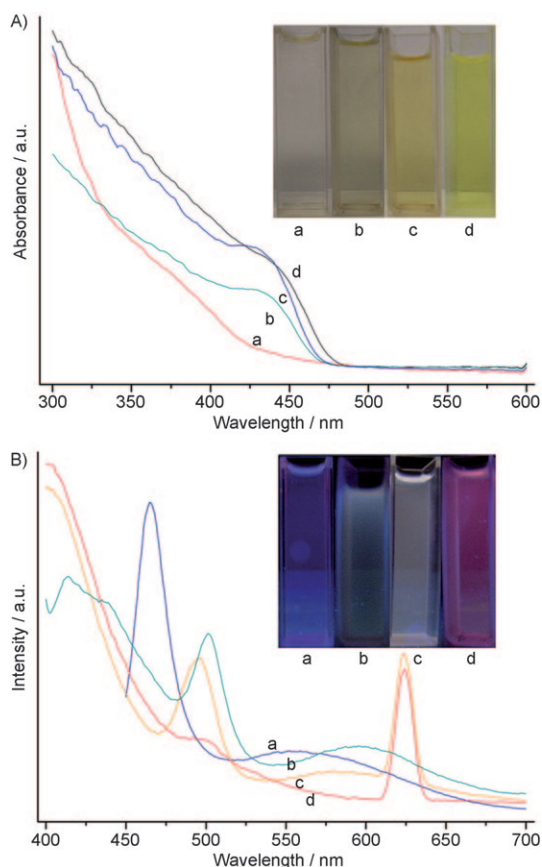 A)
Absorbance / a.u.
a b c d
d
c
b
a
300 350 400 450 500 550 600
Wavelength / nm
B)
Intensity / a.u.
a b c d
a
b
c
d
400 450 500 550 600 650 700
Wavelength / nm